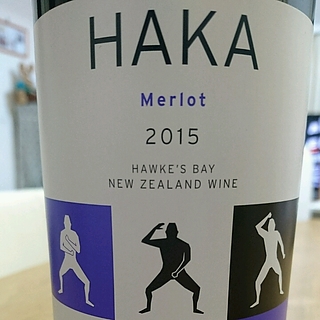 HAKA
Merlot
2015
HAWKE'S BAY
NEW ZEALAND WINE